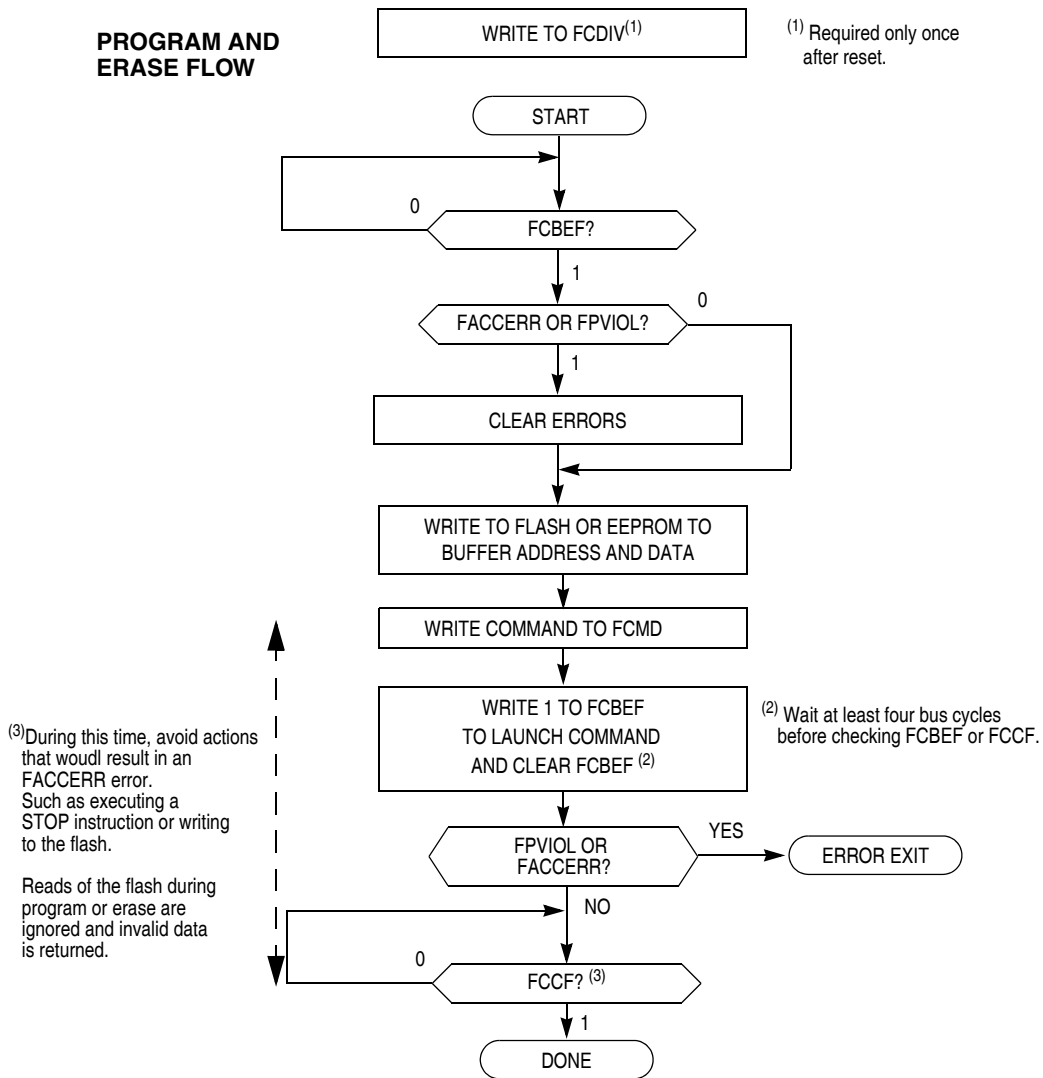 PROGRAM AND
ERASE FLOW
WRITE TO FCDIV(1)
(1) Required only once
after reset.
START
0
FCBEF?
1
0
FACCERR OR FPVIOL?
1
CLEAR ERRORS
WRITE TO FLASH OR EEPROM TO
BUFFER ADDRESS AND DATA
WRITE COMMAND TO FCMD
WRITE 1 TO FCBEF
TO LAUNCH COMMAND
AND CLEAR FCBEF (2)
(2) Wait at least four bus cycles
before checking FCBEF or FCCF.
(3)During this time, avoid actions
that woudl result in an
FACCERR error.
Such as executing a
STOP instruction or writing
to the flash.
Reads of the flash during
program or erase are
ignored and invalid data
is returned.
FPVIOL OR
FACCERR?
YES
ERROR EXIT
NO
0
FCCF? (3)
1
DONE